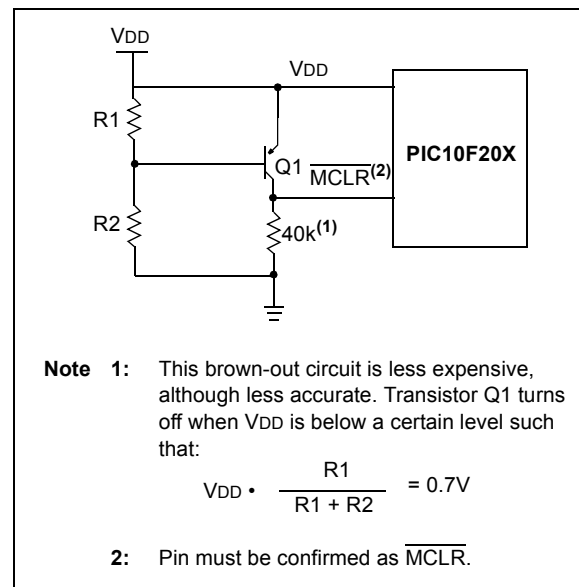 VDD
VDD
R1
Q1
MCLR(2)
PIC10F20X
R2
40k(1)
Note 1: This brown-out circuit is less expensive,
although less accurate. Transistor Q1 turns
off when VDD is below a certain level such
that:
VDD • R1 / R1 + R2 = 0.7V
2: Pin must be confirmed as MCLR.